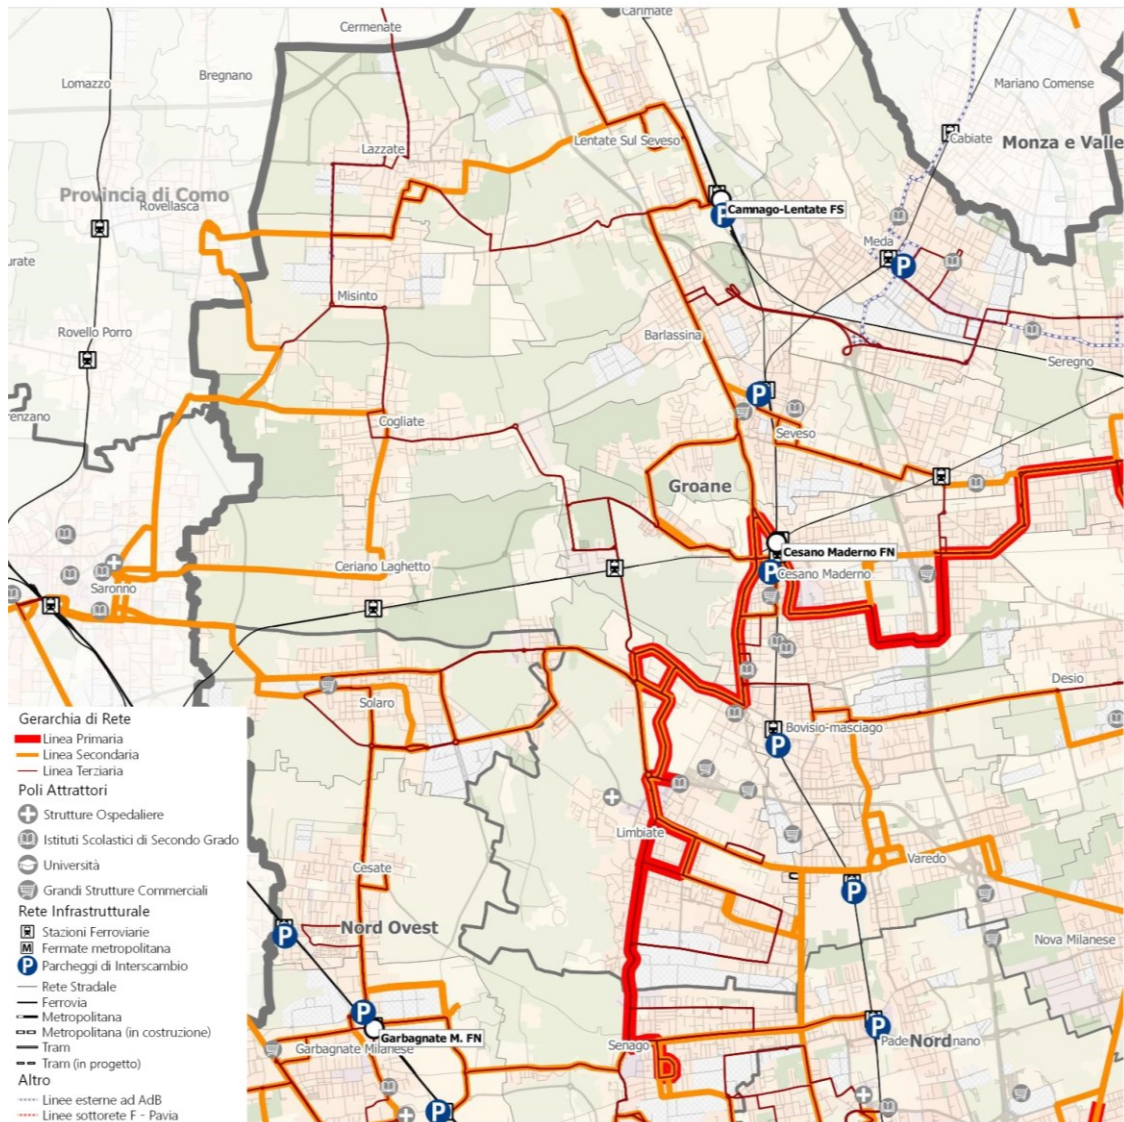 Carimate
Cermenate
Lomazzo
Bregnano
Mariano Comense
Cabiate
Monza e Valle
Lentate Sul Seveso
Lazzate
Provincia di Como
Rovellasca
Camnago-Lentate FS
Meda
urate
Misinto
Rovello Porro
Barlassina
Seregno
renzano
Cogliate
Seveso
Groane
Cesano Maderno FN
Ceriano Laghetto
Cesano Maderno
Saronno
Desio
Solaro
Bovisio-masciago
Limbiate
Varedo
Cesate
Nord Ovest
Nova Milanese
Garbagnate M. FN
Garbagnate Milanese
Senago
Pade
Nord
nano
Gerarchia di Rete
Linea Primaria
Linea Secondaria
Linea Terziaria
Poli Attrattori
Strutture Ospedaliere
Istituti Scolastici di Secondo Grado
Università
Grandi Strutture Commerciali
Rete Infrastrutturale
Stazioni Ferroviarie
M Fermate metropolitana
P Parcheggi di Interscambio
Rete Stradale
Ferrovia
Metropolitana
Metropolitana (in costruzione)
Tram
Tram (in progetto)
Altro
Linee esterne ad AdB
Linee sottorete F - Pavia